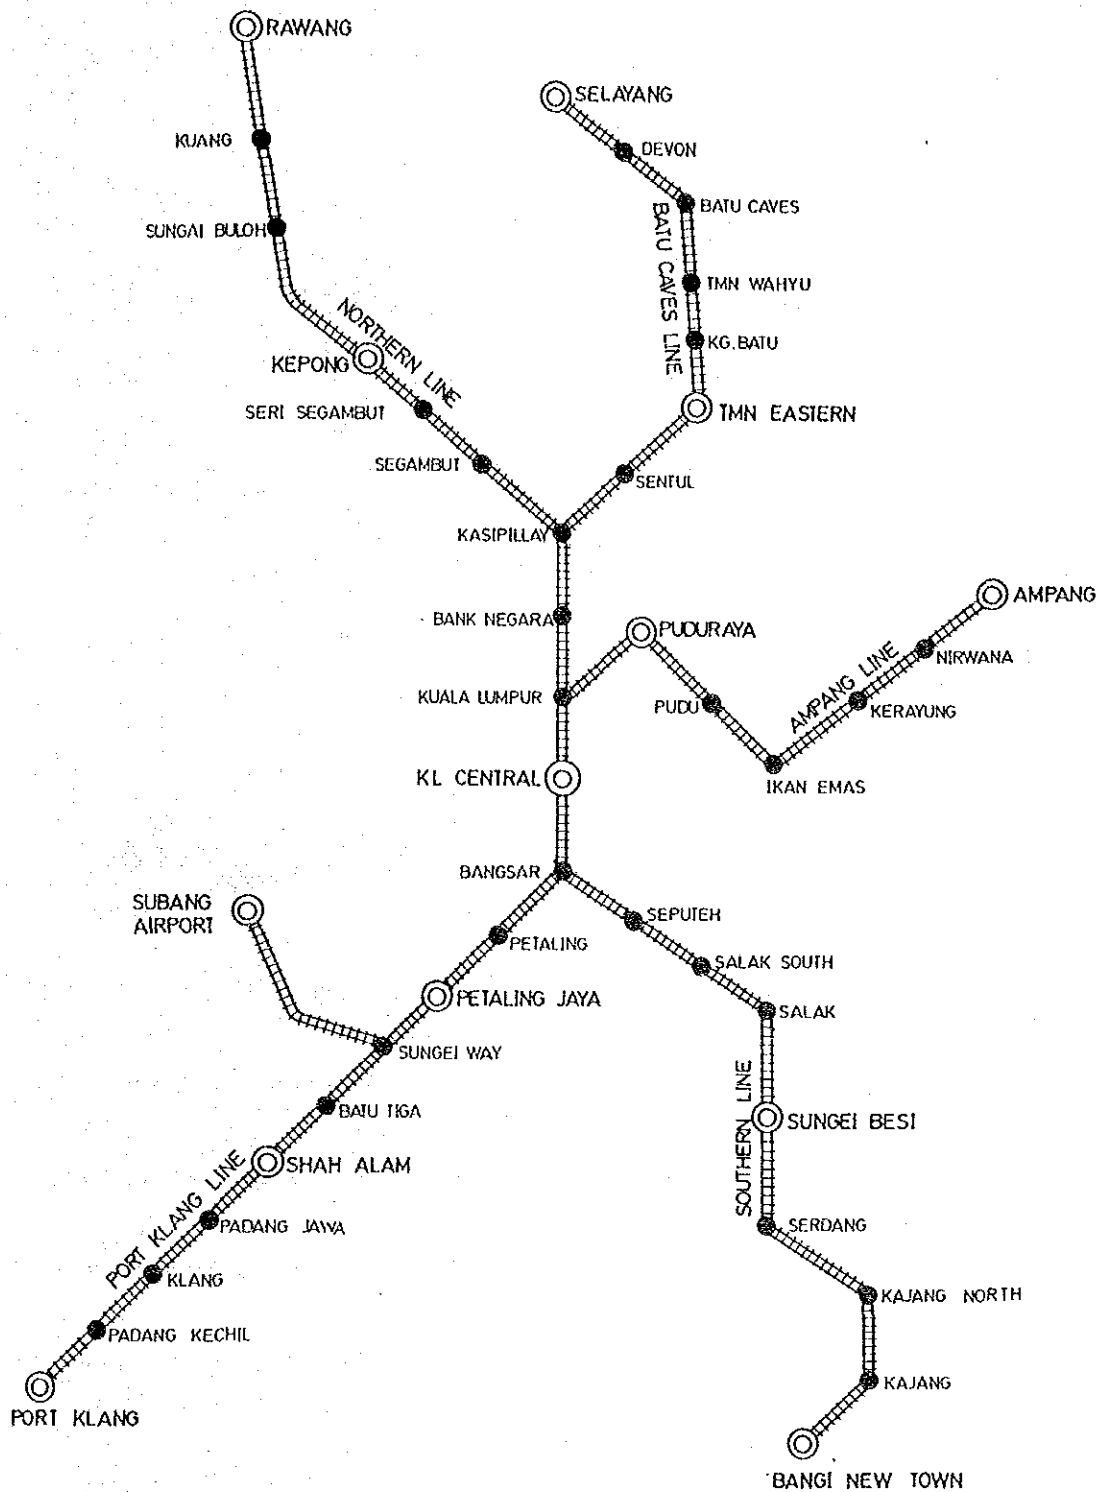 RAWANG
SELAYANG
KUANG
DEVON
BATU CAVES
SUNGAI BULOH
BATU CAVES LINE
TMN WAHYU
NORTHERN LINE
KG.BATU
KEPONG
SERI SEGAMBUT
TMN EASTERN
SEGAMBUT
SENTUL
KASIPILLAY
AMPANG
BANK NEGARA
PUDURAYA
NIRWANA
AMPANG LINE
KUALA LUMPUR
PUDU
KERAYUNG
KL CENTRAL
IKAN EMAS
BANGSAR
SUBANG
AIRPORT
SEPUTEH
PETALING
SALAK SOUTH
PETALING JAYA
SALAK
SUNGEI WAY
SOUTHERN LINE
BATU TIGA
SUNGEI BESI
SHAH ALAM
PORT KLANG LINE
PADANG JAWA
SERDANG
KLANG
KAJANG NORTH
PADANG KECHIL
KAJANG
PORT KLANG
BANGI NEW TOWN